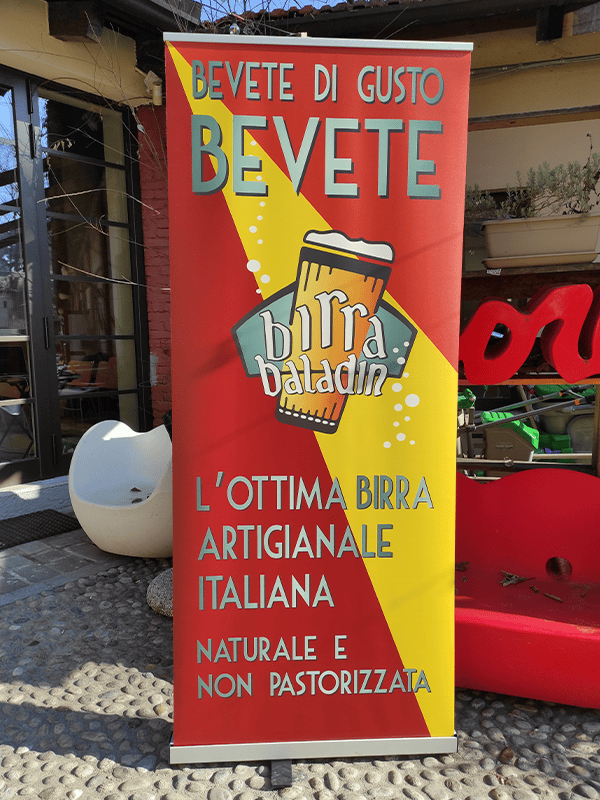 BEVETE DI GUSTO
BEVETE
birra
baladin
L'OTTIMA BIRRA
ARTIGIANALE
ITALIANA
NATURALE E
NON PASTORIZZATA